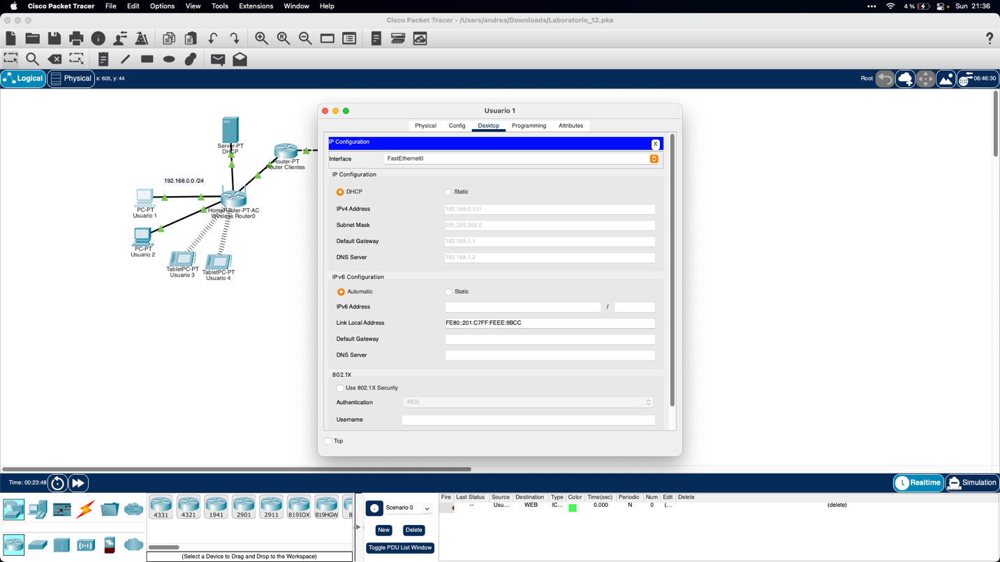 Cisco Packet Tracer File Edit Options View Tools Extensions Window Help ••• 4 % Sun 21:36
Cisco Packet Tracer - /Users/andres/Downloads/Laboratorio_12.pka
Logical Physical x: 605, y: 44 Root 06:46:30
Server-PT
DHCP
Router-PT
Router Clientes
192.168.0.0 /24
PC-PT
Usuario 1
HomeRouter-PT-AC
Wireless Router0
PC-PT
Usuario 2
TabletPC-PT
Usuario 3
TabletPC-PT
Usuario 4
Usuario 1
Physical Config Desktop Programming Attributes
IP Configuration X
Interface FastEthernet0
IP Configuration
DHCP Static
IPv4 Address 192.168.0.101
Subnet Mask 255.255.255.0
Default Gateway 192.168.1.1
DNS Server 192.168.1.2
IPv6 Configuration
Automatic Static
IPv6 Address /
Link Local Address FE80::201:C7FF:FEEE:9BCC
Default Gateway
DNS Server
802.1X
Use 802.1X Security
Authentication MD5
Username
Top
Time: 00:23:48 Realtime Simulation
4331 4321 1941 2901 2911 819IOX 819HGW 8
(Select a Device to Drag and Drop to the Workspace)
Scenario 0
New Delete
Toggle PDU List Window
Fire Last Status Source Destination Type Color Time(sec) Periodic Num Edit Delete
-- Usu... WEB IC... 0.000 N 0 (... (delete)